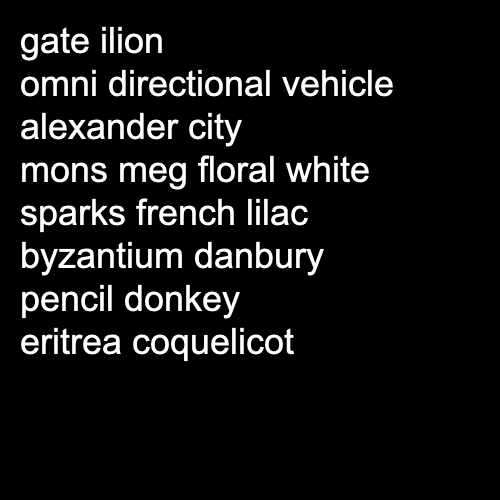 gate ilion
omni directional vehicle
alexander city
mons meg floral white
sparks french lilac
byzantium danbury
pencil donkey
eritrea coquelicot